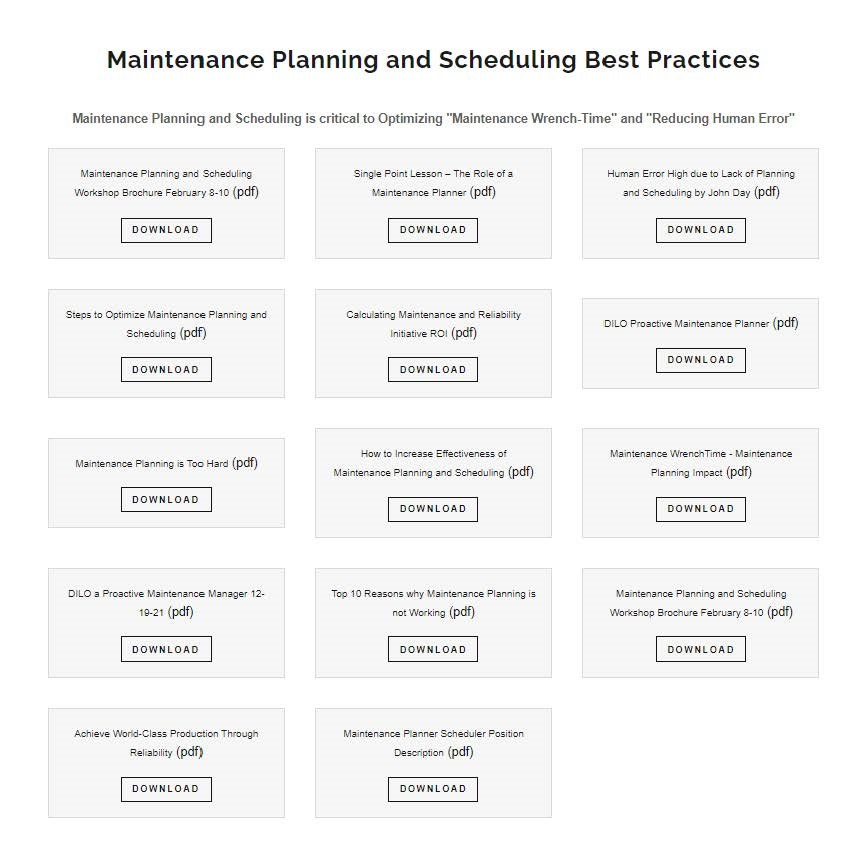 Maintenance Planning and Scheduling Best Practices
Maintenance Planning and Scheduling is critical to Optimizing "Maintenance Wrench-Time" and "Reducing Human Error"
Maintenance Planning and Scheduling
Workshop Brochure February 8-10 (pdf)
DOWNLOAD
Single Point Lesson – The Role of a
Maintenance Planner (pdf)
DOWNLOAD
Human Error High due to Lack of Planning
and Scheduling by John Day (pdf)
DOWNLOAD
Steps to Optimize Maintenance Planning and
Scheduling (pdf)
DOWNLOAD
Calculating Maintenance and Reliability
Initiative ROI (pdf)
DOWNLOAD
DILO Proactive Maintenance Planner (pdf)
DOWNLOAD
Maintenance Planning is Too Hard (pdf)
DOWNLOAD
How to Increase Effectiveness of
Maintenance Planning and Scheduling (pdf)
DOWNLOAD
Maintenance WrenchTime - Maintenance
Planning Impact (pdf)
DOWNLOAD
DILO a Proactive Maintenance Manager 12-
19-21 (pdf)
DOWNLOAD
Top 10 Reasons why Maintenance Planning is
not Working (pdf)
DOWNLOAD
Maintenance Planning and Scheduling
Workshop Brochure February 8-10 (pdf)
DOWNLOAD
Achieve World-Class Production Through
Reliability (pdf)
DOWNLOAD
Maintenance Planner Scheduler Position
Description (pdf)
DOWNLOAD